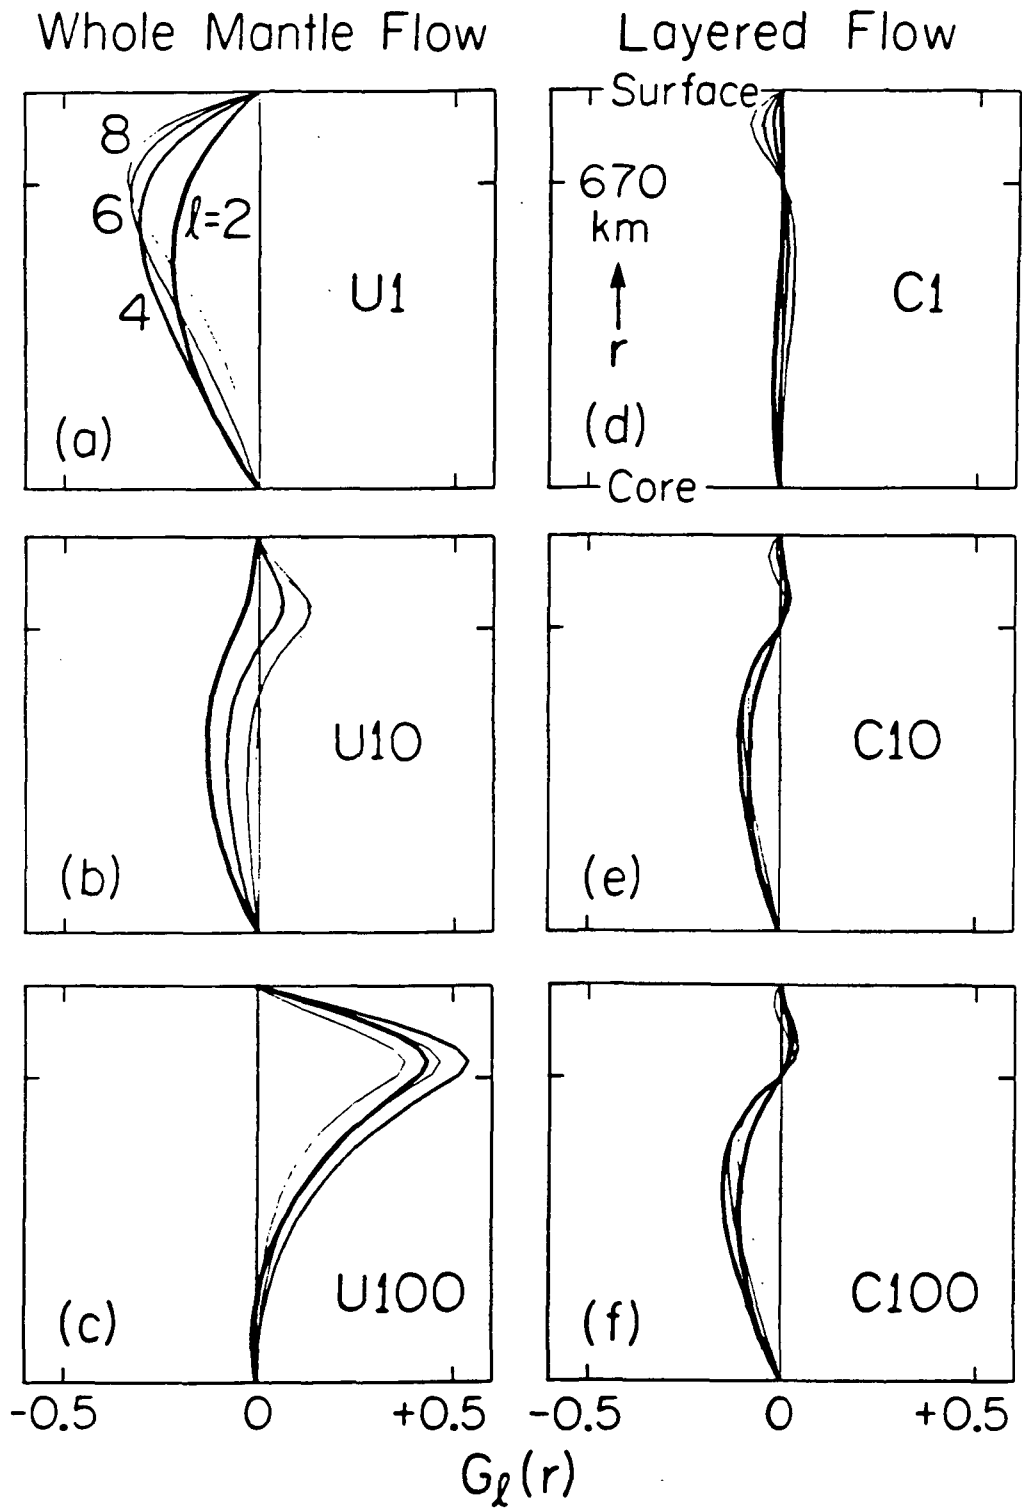 Whole Mantle Flow
Layered Flow
8
6
4
l=2
U1
(a)
Surface
670
km
r
C1
(d)
Core
U10
(b)
C10
(e)
U100
(c)
C100
(f)
-0.5 0 +0.5
-0.5 0 +0.5
Gℓ(r)